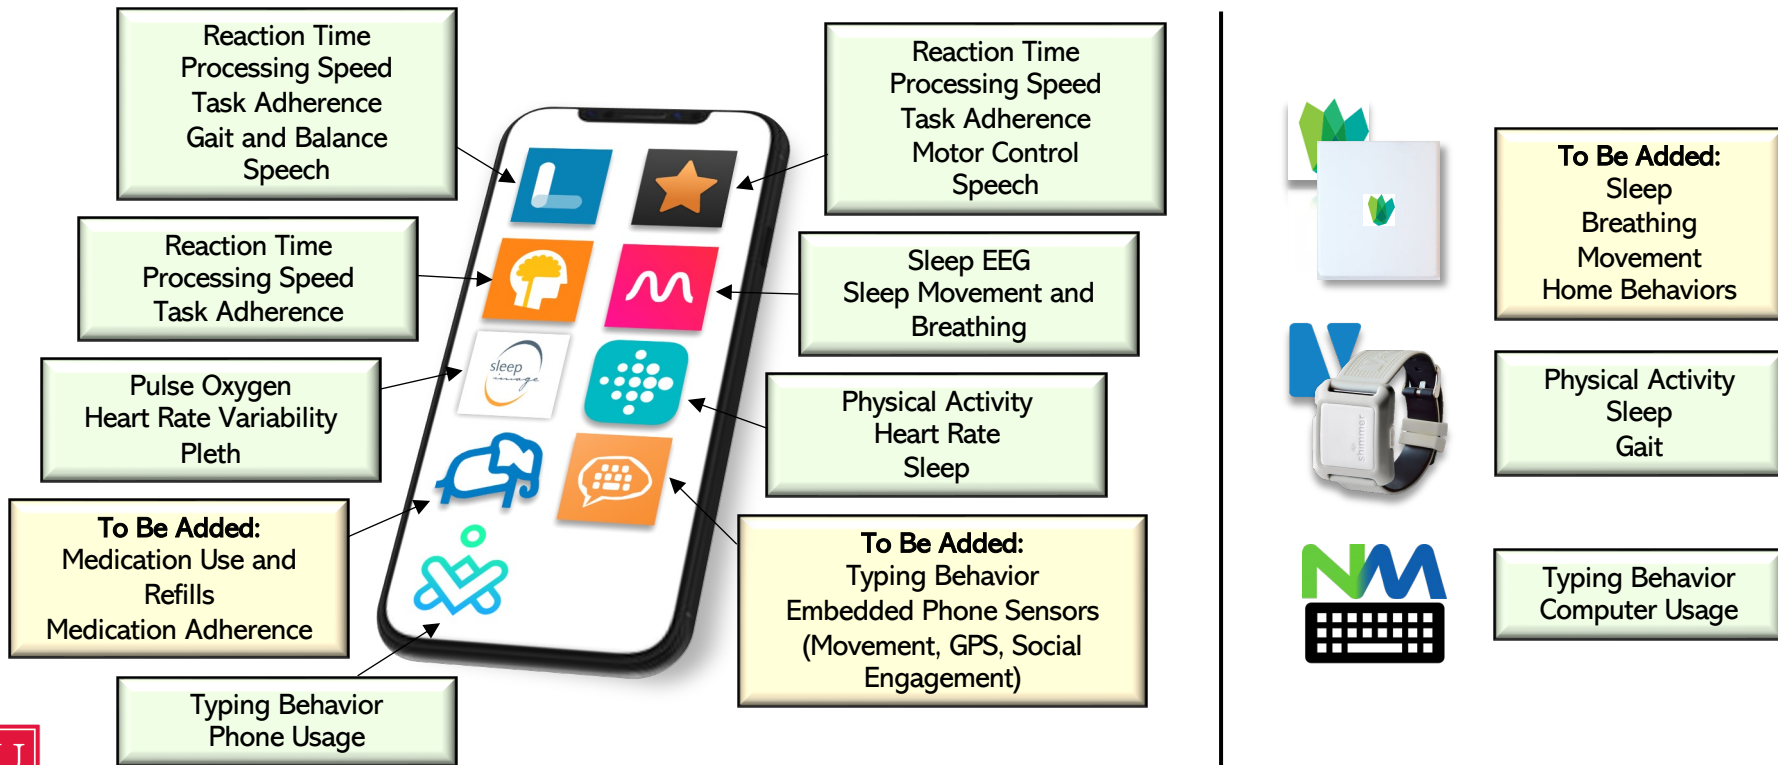 Reaction Time
Processing Speed
Task Adherence
Gait and Balance
Speech
Reaction Time
Processing Speed
Task Adherence
Motor Control
Speech
Reaction Time
Processing Speed
Task Adherence
Sleep EEG
Sleep Movement and
Breathing
sleep
image
Pulse Oxygen
Heart Rate Variability
Pleth
Physical Activity
Heart Rate
Sleep
To Be Added:
Medication Use and
Refills
Medication Adherence
To Be Added:
Typing Behavior
Embedded Phone Sensors
(Movement, GPS, Social
Engagement)
Typing Behavior
Phone Usage
To Be Added:
Sleep
Breathing
Movement
Home Behaviors
shimmer
Physical Activity
Sleep
Gait
NM
Typing Behavior
Computer Usage